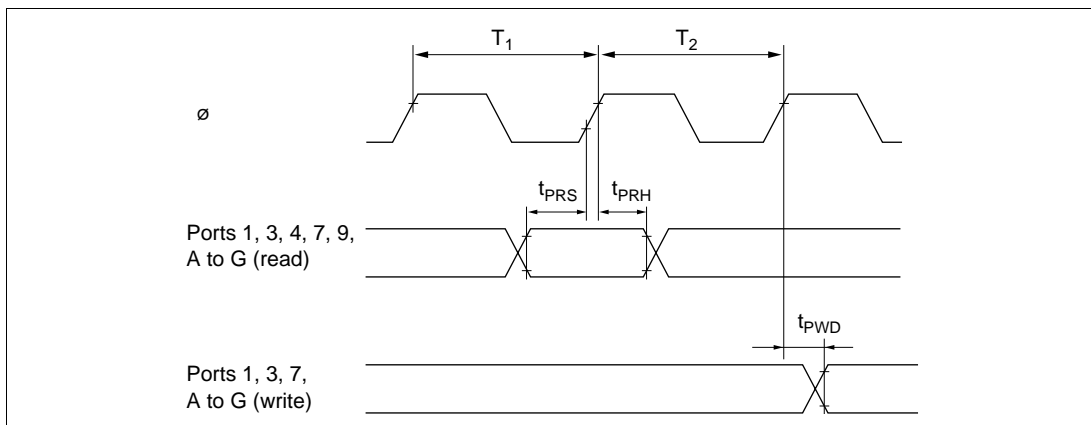 T₁ T₂
ø
tPRS tPRH
Ports 1, 3, 4, 7, 9,
A to G (read)
tPWD
Ports 1, 3, 7,
A to G (write)